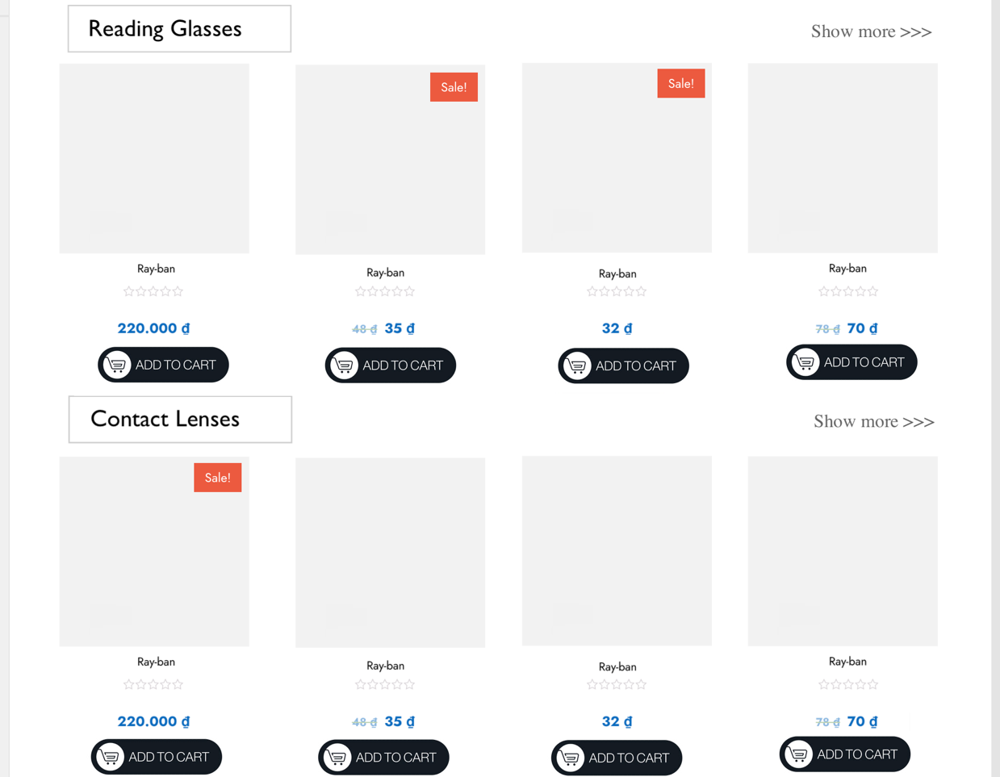 Reading Glasses
Show more >>>
Sale!
Sale!
Ray-ban
Ray-ban
Ray-ban
Ray-ban
220.000 ₫
48 ₫ 35 ₫
32 ₫
78 ₫ 70 ₫
ADD TO CART
ADD TO CART
ADD TO CART
ADD TO CART
Contact Lenses
Show more >>>
Sale!
Ray-ban
Ray-ban
Ray-ban
Ray-ban
220.000 ₫
48 ₫ 35 ₫
32 ₫
78 ₫ 70 ₫
ADD TO CART
ADD TO CART
ADD TO CART
ADD TO CART